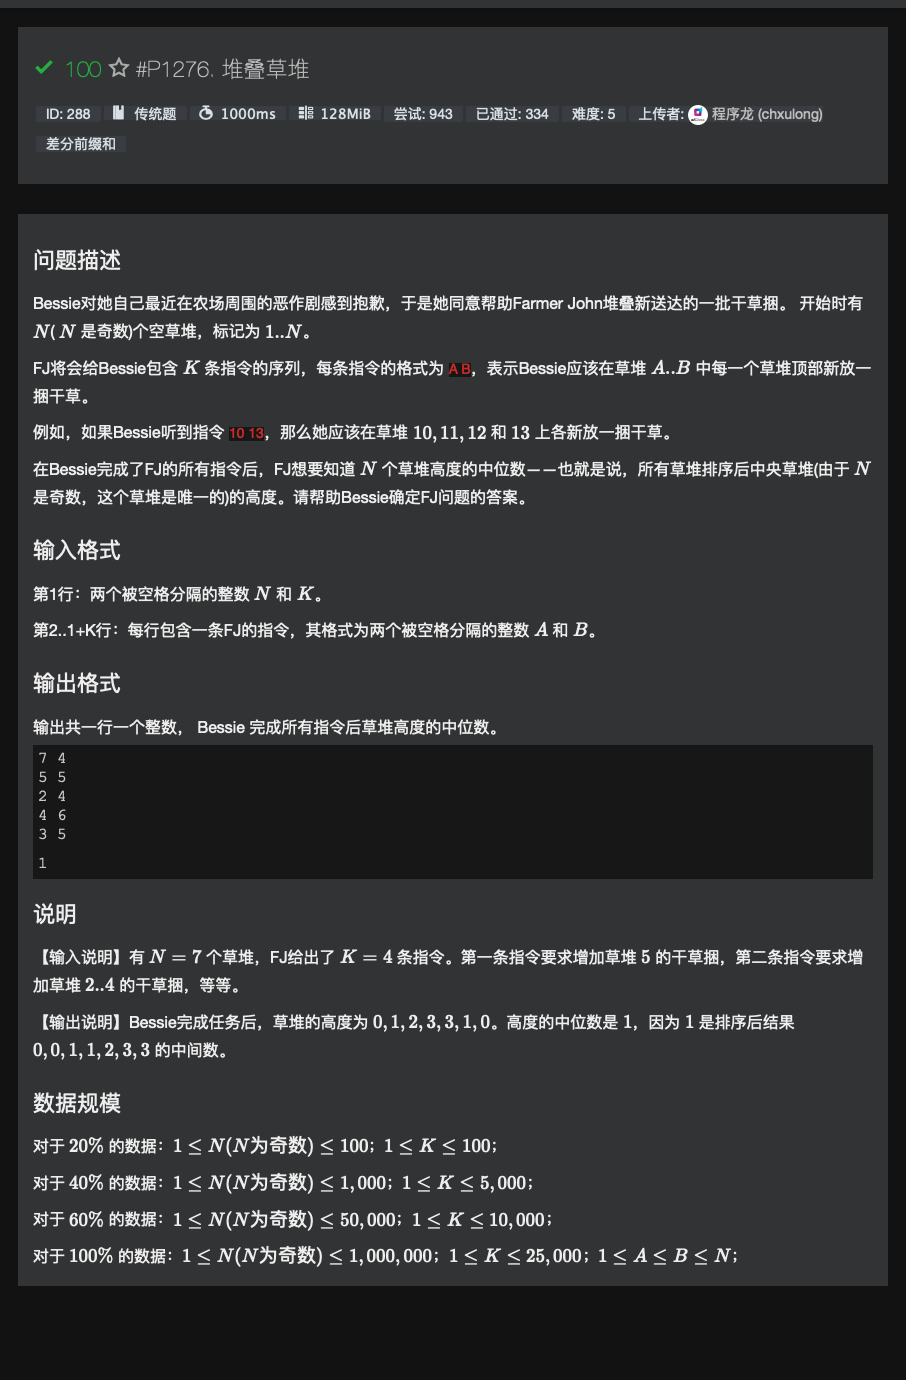 100 #P1276. 堆叠草堆
ID: 288 传统题 1000ms 128MiB 尝试: 943 已通过: 334 难度: 5 上传者: 程序龙 (chxulong)
差分前缀和
问题描述
Bessie对她自己最近在农场周围的恶作剧感到抱歉，于是她同意帮助Farmer John堆叠新送达的一批干草捆。 开始时有
N( N 是奇数)个空草堆，标记为 1..N。
FJ将会给Bessie包含 K 条指令的序列，每条指令的格式为 A B，表示Bessie应该在草堆 A..B 中每一个草堆顶部新放一
捆干草。
例如，如果Bessie听到指令 10 13，那么她应该在草堆 10, 11, 12 和 13 上各新放一捆干草。
在Bessie完成了FJ的所有指令后，FJ想要知道 N 个草堆高度的中位数——也就是说，所有草堆排序后中央草堆(由于 N
是奇数，这个草堆是唯一的)的高度。请帮助Bessie确定FJ问题的答案。
输入格式
第1行：两个被空格分隔的整数 N 和 K。
第2..1+K行：每行包含一条FJ的指令，其格式为两个被空格分隔的整数 A 和 B。
输出格式
输出共一行一个整数， Bessie 完成所有指令后草堆高度的中位数。
7 4
5 5
2 4
4 6
3 5
1
说明
【输入说明】有 N = 7 个草堆，FJ给出了 K = 4 条指令。第一条指令要求增加草堆 5 的干草捆，第二条指令要求增
加草堆 2..4 的干草捆，等等。
【输出说明】Bessie完成任务后，草堆的高度为 0, 1, 2, 3, 3, 1, 0。高度的中位数是 1，因为 1 是排序后结果
0, 0, 1, 1, 2, 3, 3 的中间数。
数据规模
对于 20% 的数据：1 ≤ N(N为奇数) ≤ 100；1 ≤ K ≤ 100；
对于 40% 的数据：1 ≤ N(N为奇数) ≤ 1,000；1 ≤ K ≤ 5,000；
对于 60% 的数据：1 ≤ N(N为奇数) ≤ 50,000；1 ≤ K ≤ 10,000；
对于 100% 的数据：1 ≤ N(N为奇数) ≤ 1,000,000；1 ≤ K ≤ 25,000；1 ≤ A ≤ B ≤ N；